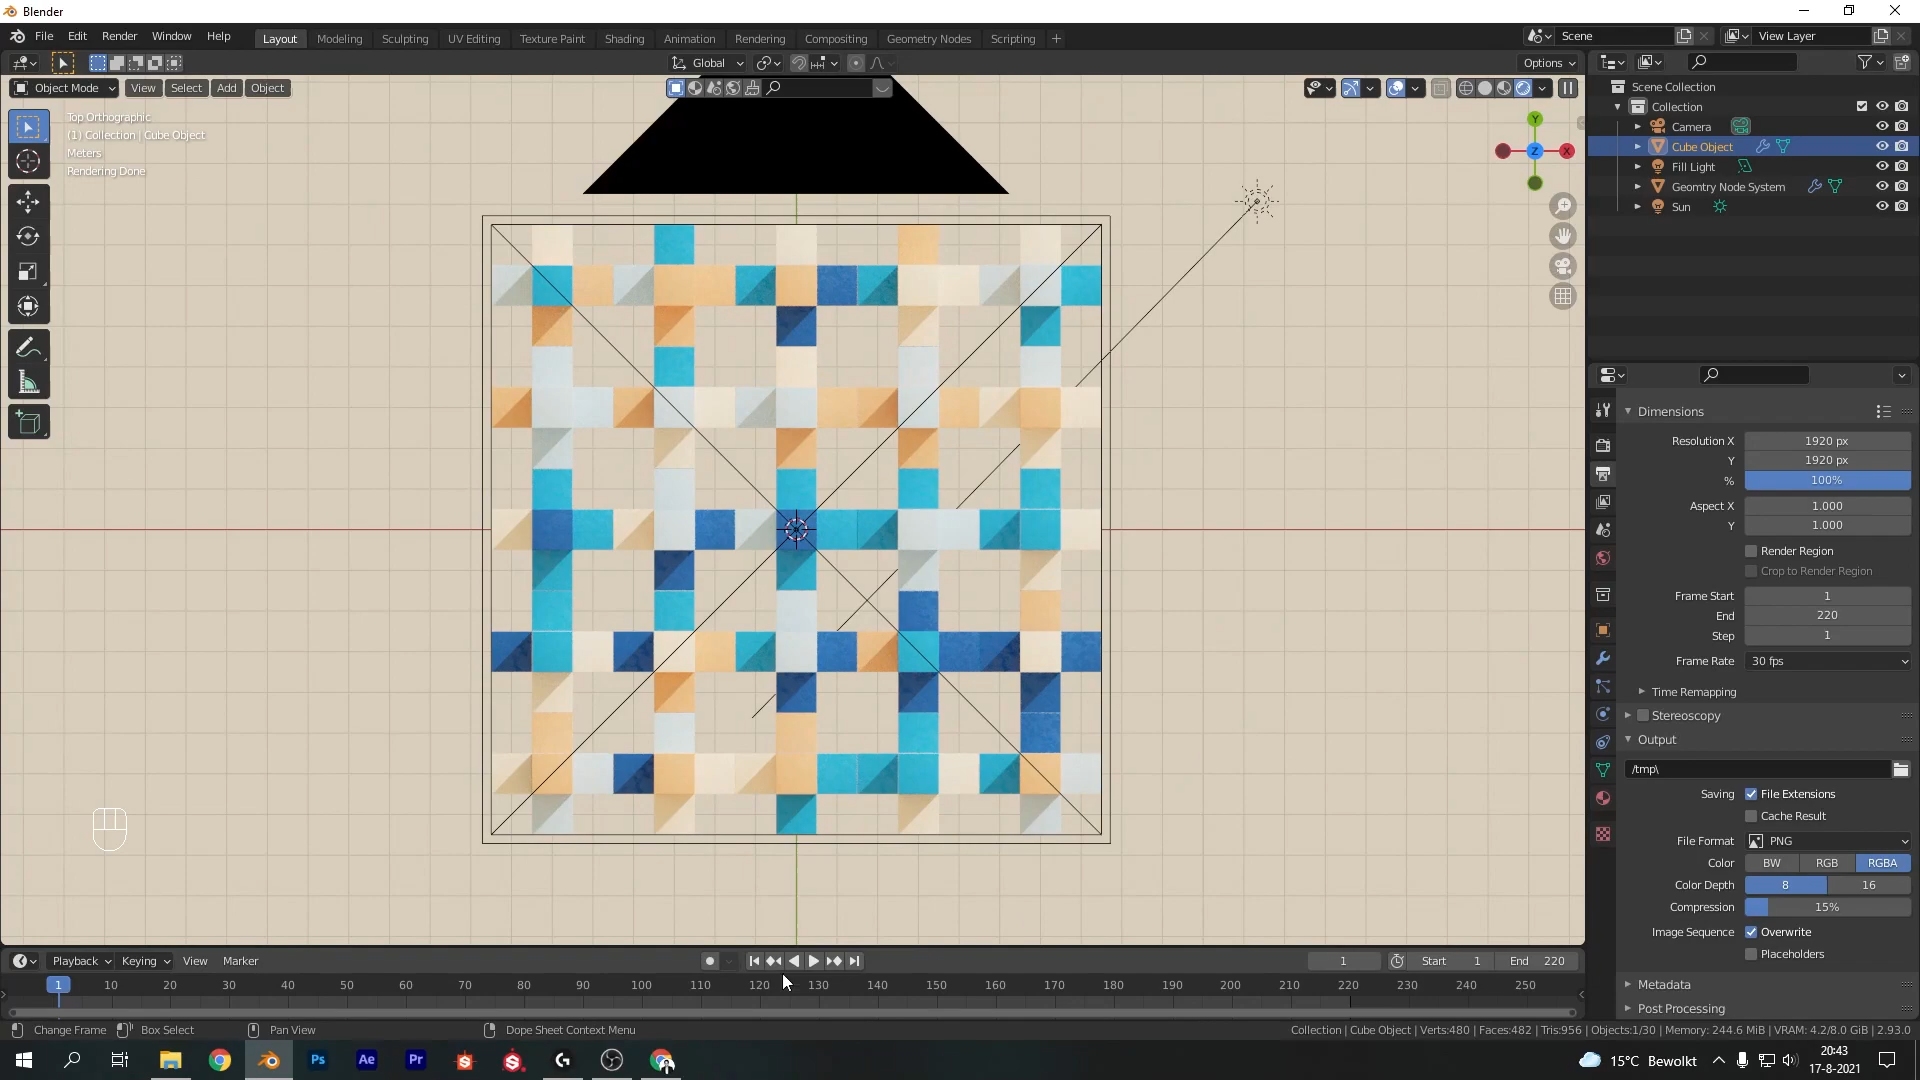 Blender
File Edit Render Window Help Layout Modeling Sculpting UV Editing Texture Paint Shading Animation Rendering Compositing Geometry Nodes Scripting + Scene View Layer
Global Options
Object Mode View Select Add Object
Top Orthographic
(1) Collection | Cube Object
Meters
Rendering Done
Y
Z
X
Scene Collection
Collection
Camera
Cube Object
Fill Light
Geomtry Node System
Sun
Dimensions
Resolution X 1920 px
Y 1920 px
% 100%
Aspect X 1.000
Y 1.000
Render Region
Crop to Render Region
Frame Start 1
End 220
Step 1
Frame Rate 30 fps
Time Remapping
Stereoscopy
Output
/tmp\
Saving File Extensions
Cache Result
File Format PNG
Color BW RGB RGBA
Color Depth 8 16
Compression 15%
Image Sequence Overwrite
Placeholders
Metadata
Post Processing
Playback Keying View Marker 1 Start 1 End 220
1 10 20 30 40 50 60 70 80 90 100 110 120 130 140 150 160 170 180 190 200 210 220 230 240 250
Change Frame Box Select Pan View Dope Sheet Context Menu Collection | Cube Object | Verts:480 | Faces:482 | Tris:956 | Objects:1/30 | Memory: 244.6 MiB | VRAM: 4.2/8.0 GiB | 2.93.0
Ps Ae Pr 15°C Bewolkt 20:43
17-8-2021